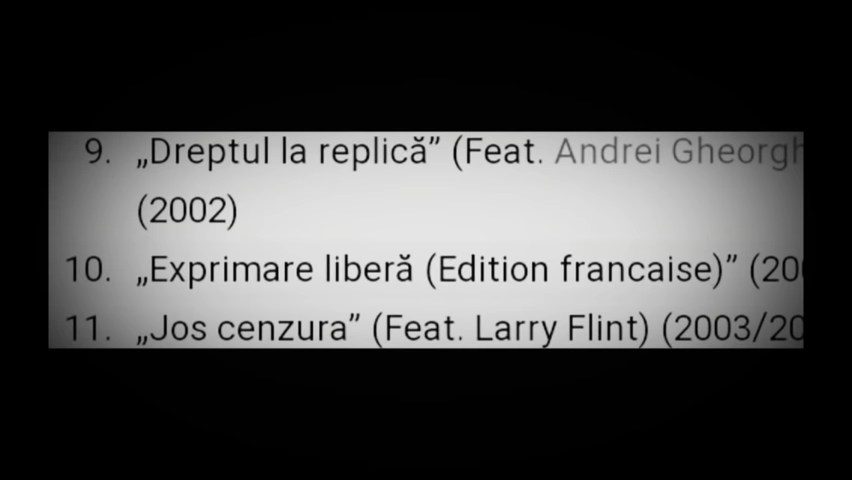 9. „Dreptul la replică” (Feat. Andrei Gheorgh
(2002)
10. „Exprimare liberă (Edition francaise)” (20
11. „Jos cenzura” (Feat. Larry Flint) (2003/20